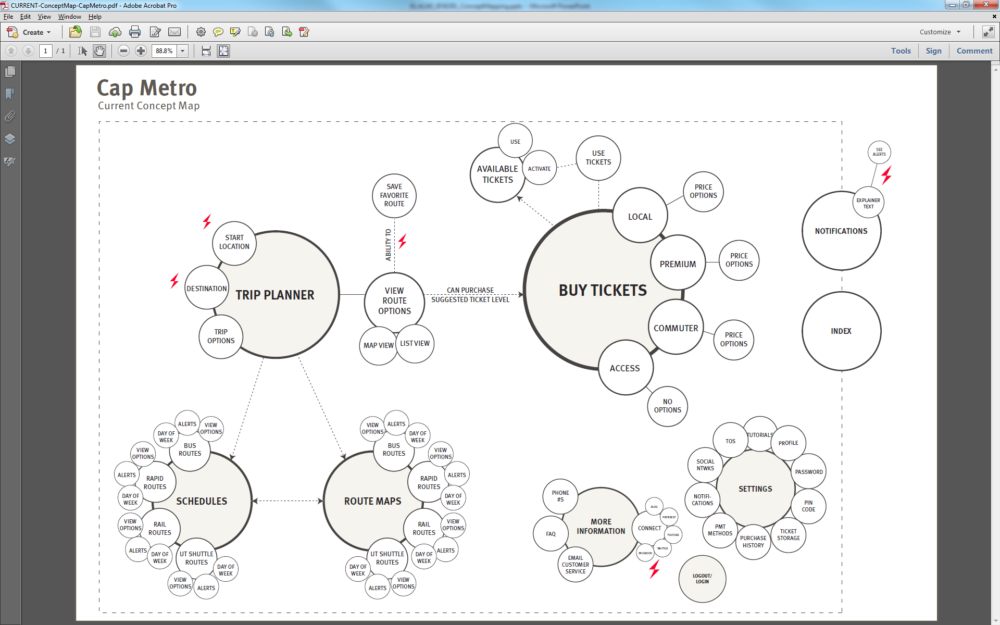 CURRENT-ConceptMap-CapMetro.pdf - Adobe Acrobat Pro
File Edit View Window Help
Create
Customize
1 / 1
88.8%
Tools Sign Comment
Cap Metro
Current Concept Map
USE
AVAILABLE
TICKETS
ACTIVATE
USE
TICKETS
SEE
ALERTS
EXPLAINER
TEXT
NOTIFICATIONS
INDEX
SAVE
FAVORITE
ROUTE
ABILITY TO
START
LOCATION
DESTINATION
TRIP
OPTIONS
TRIP PLANNER
VIEW
ROUTE
OPTIONS
MAP VIEW
LIST VIEW
CAN PURCHASE
SUGGESTED TICKET LEVEL
BUY TICKETS
LOCAL
PRICE
OPTIONS
PREMIUM
PRICE
OPTIONS
COMMUTER
PRICE
OPTIONS
ACCESS
NO
OPTIONS
SCHEDULES
BUS
ROUTES
DAY OF
WEEK
ALERTS
VIEW
OPTIONS
RAPID
ROUTES
VIEW
OPTIONS
ALERTS
DAY OF
WEEK
RAIL
ROUTES
VIEW
OPTIONS
ALERTS
DAY OF
WEEK
UT SHUTTLE
ROUTES
VIEW
OPTIONS
ALERTS
DAY OF
WEEK
ROUTE MAPS
BUS
ROUTES
VIEW
OPTIONS
ALERTS
DAY OF
WEEK
RAPID
ROUTES
VIEW
OPTIONS
ALERTS
DAY OF
WEEK
RAIL
ROUTES
VIEW
OPTIONS
ALERTS
DAY OF
WEEK
UT SHUTTLE
ROUTES
DAY OF
WEEK
ALERTS
VIEW
OPTIONS
MORE
INFORMATION
PHONE
#S
FAQ
EMAIL
CUSTOMER
SERVICE
CONNECT
BLOG
PINTEREST
YOUTUBE
TWITTER
FACEBOOK
SETTINGS
TOS
TUTORIALS
PROFILE
PASSWORD
PIN
CODE
TICKET
STORAGE
PURCHASE
HISTORY
PMT
METHODS
NOTIFI-
CATIONS
SOCIAL
NTWKS
LOGOUT/
LOGIN